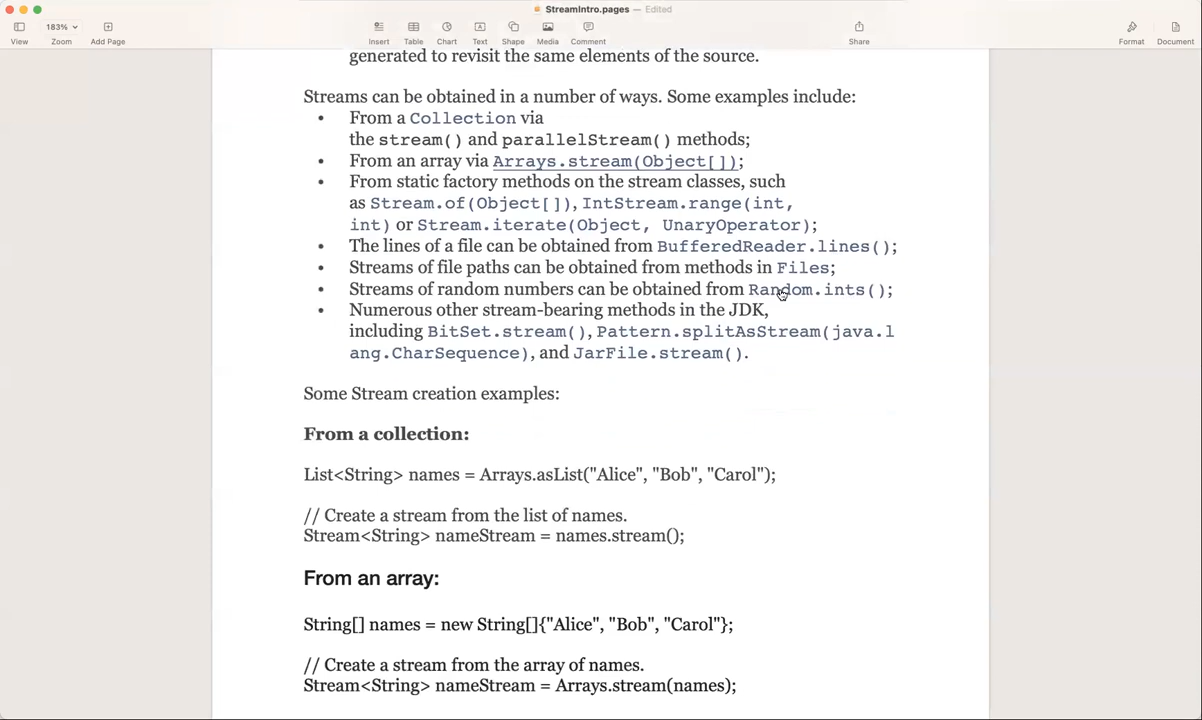 StreamIntro.pages — Edited
183%
View
Zoom
Add Page
Insert
Table
Chart
Text
Shape
Media
Comment
Share
Format
Document
generated to revisit the same elements of the source.
Streams can be obtained in a number of ways. Some examples include:
• From a Collection via
the stream() and parallelStream() methods;
• From an array via Arrays.stream(Object[]);
• From static factory methods on the stream classes, such
as Stream.of(Object[]), IntStream.range(int,
int) or Stream.iterate(Object, UnaryOperator);
• The lines of a file can be obtained from BufferedReader.lines();
• Streams of file paths can be obtained from methods in Files;
• Streams of random numbers can be obtained from Random.ints();
• Numerous other stream-bearing methods in the JDK,
including BitSet.stream(), Pattern.splitAsStream(java.l
ang.CharSequence), and JarFile.stream().
Some Stream creation examples:
From a collection:
List<String> names = Arrays.asList("Alice", "Bob", "Carol");
// Create a stream from the list of names.
Stream<String> nameStream = names.stream();
From an array:
String[] names = new String[]{"Alice", "Bob", "Carol"};
// Create a stream from the array of names.
Stream<String> nameStream = Arrays.stream(names);